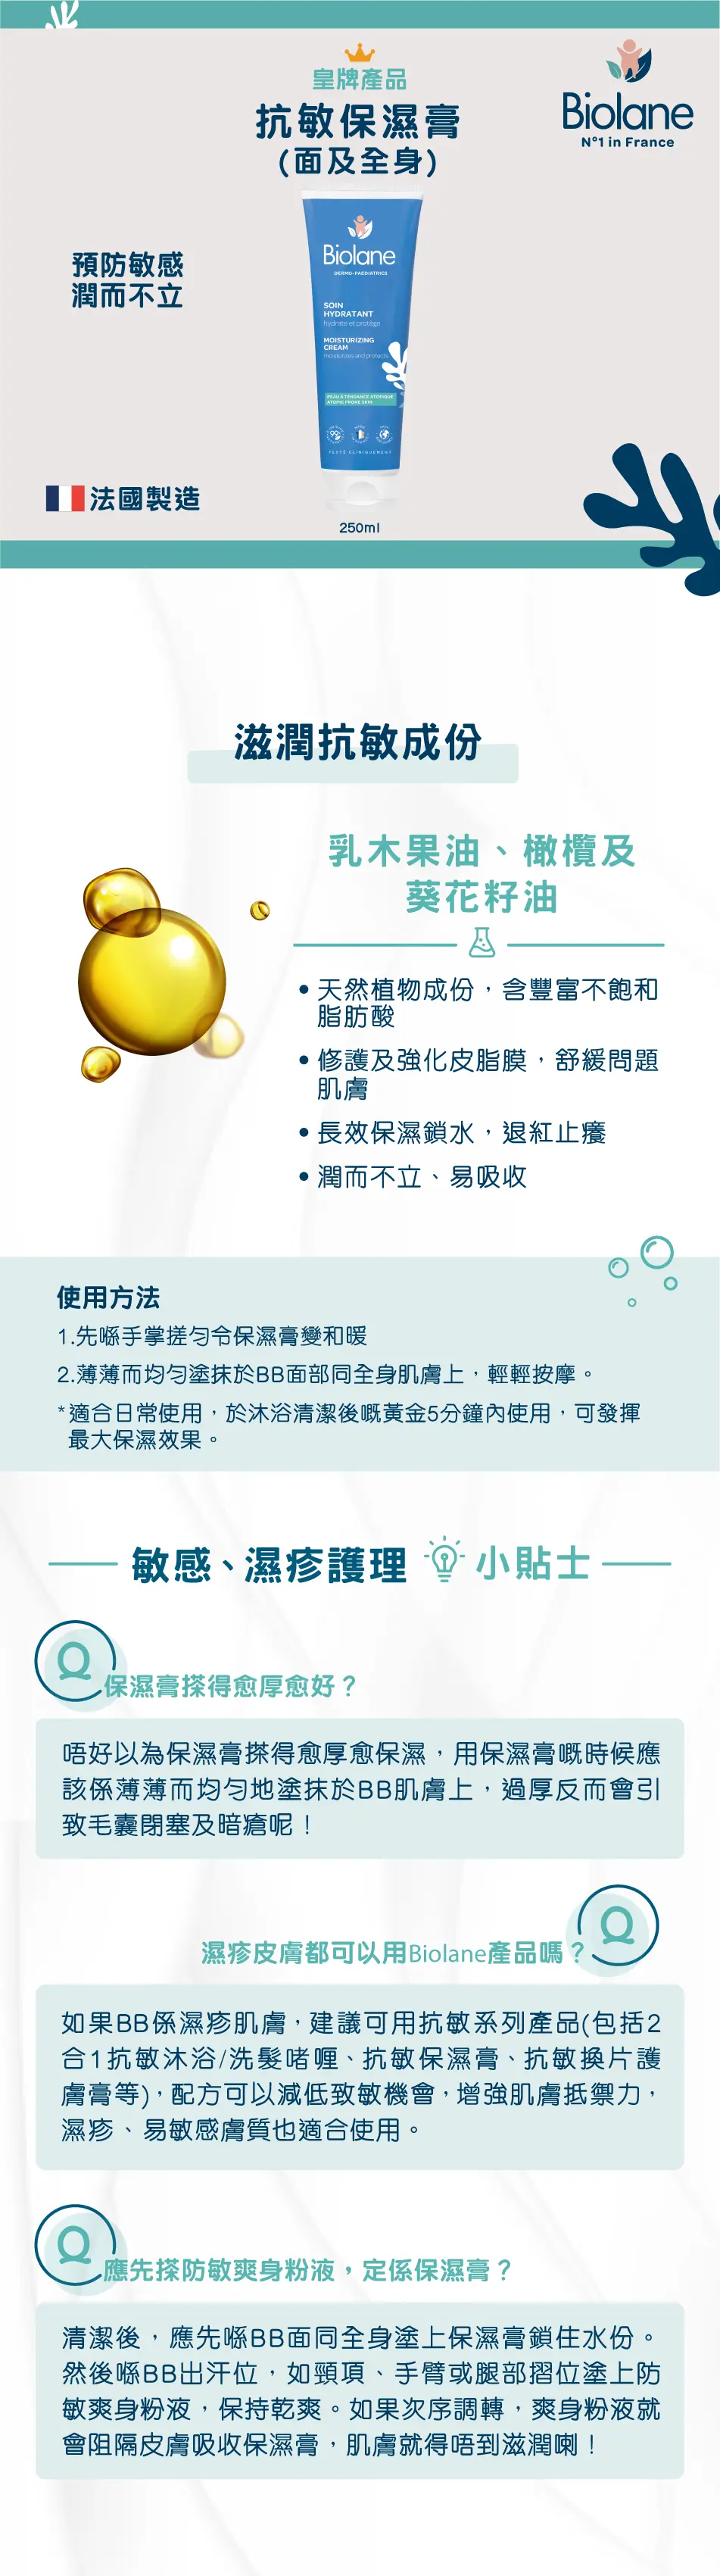 皇牌產品
抗敏保濕膏
(面及全身)
Biolane
N°1 in France
預防敏感
潤而不立
Biolane
DERMO-PAEDIATRICS
SOIN
HYDRATANT
hydrate et protège
MOISTURIZING
CREAM
moisturizes and protects
PEAU À TENDANCE ATOPIQUE
ATOPIC PRONE SKIN
TESTÉ CLINIQUEMENT
法國製造
250ml
滋潤抗敏成份
乳木果油、橄欖及
葵花籽油
•天然植物成份，含豐富不飽和
脂肪酸
•修護及強化皮脂膜，舒緩問題
肌膚
•長效保濕鎖水，退紅止癢
•潤而不立、易吸收
使用方法
1.先喺手掌搓勻令保濕膏變和暖
2.薄薄而均勻塗抹於BB面部同全身肌膚上，輕輕按摩。
*適合日常使用，於沐浴清潔後嘅黃金5分鐘內使用，可發揮
最大保濕效果。
敏感、濕疹護理 小貼士
Q
保濕膏搽得愈厚愈好？
唔好以為保濕膏搽得愈厚愈保濕，用保濕膏嘅時候應
該係薄薄而均勻地塗抹於BB肌膚上，過厚反而會引
致毛囊閉塞及暗瘡呢！
Q
濕疹皮膚都可以用Biolane產品嗎？
如果BB係濕疹肌膚，建議可用抗敏系列產品(包括2
合1抗敏沐浴/洗髮啫喱、抗敏保濕膏、抗敏換片護
膚膏等)，配方可以減低致敏機會，增強肌膚抵禦力，
濕疹、易敏感膚質也適合使用。
Q
應先搽防敏爽身粉液，定係保濕膏？
清潔後，應先喺BB面同全身塗上保濕膏鎖住水份。
然後喺BB出汗位，如頸項、手臂或腿部摺位塗上防
敏爽身粉液，保持乾爽。如果次序調轉，爽身粉液就
會阻隔皮膚吸收保濕膏，肌膚就得唔到滋潤喇！